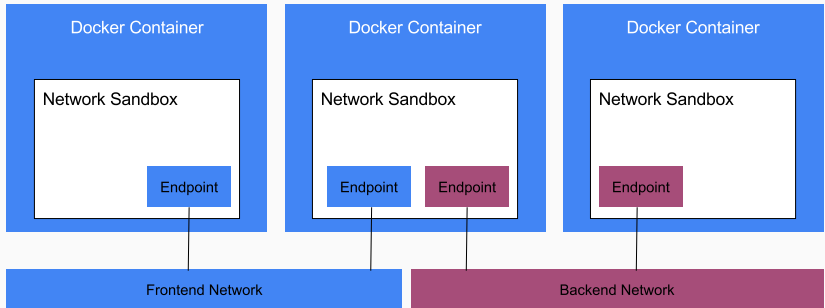 Docker Container
Docker Container
Docker Container
Network Sandbox
Network Sandbox
Network Sandbox
Endpoint
Endpoint
Endpoint
Endpoint
Frontend Network
Backend Network